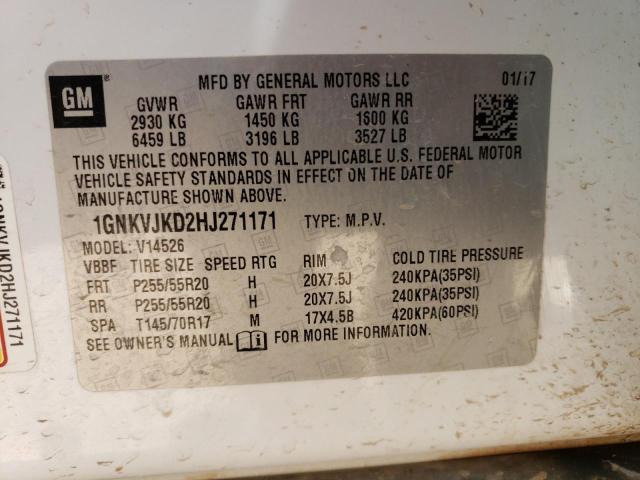 GM
MFD BY GENERAL MOTORS LLC 01/17
GVWR GAWR FRT GAWR RR
2930 KG 1450 KG 1600 KG
6459 LB 3196 LB 3527 LB
THIS VEHICLE CONFORMS TO ALL APPLICABLE U.S. FEDERAL MOTOR
VEHICLE SAFETY STANDARDS IN EFFECT ON THE DATE OF
MANUFACTURE SHOWN ABOVE.
1GNKVJKD2HJ271171 TYPE: M.P.V.
MODEL: V14526
VBBF TIRE SIZE SPEED RTG RIM COLD TIRE PRESSURE
FRT P255/55R20 H 20X7.5J 240KPA(35PSI)
RR P255/55R20 H 20X7.5J 240KPA(35PSI)
SPA T145/70R17 M 17X4.5B 420KPA(60PSI)
SEE OWNER'S MANUAL FOR MORE INFORMATION.
1GNKVJKD2HJ271171